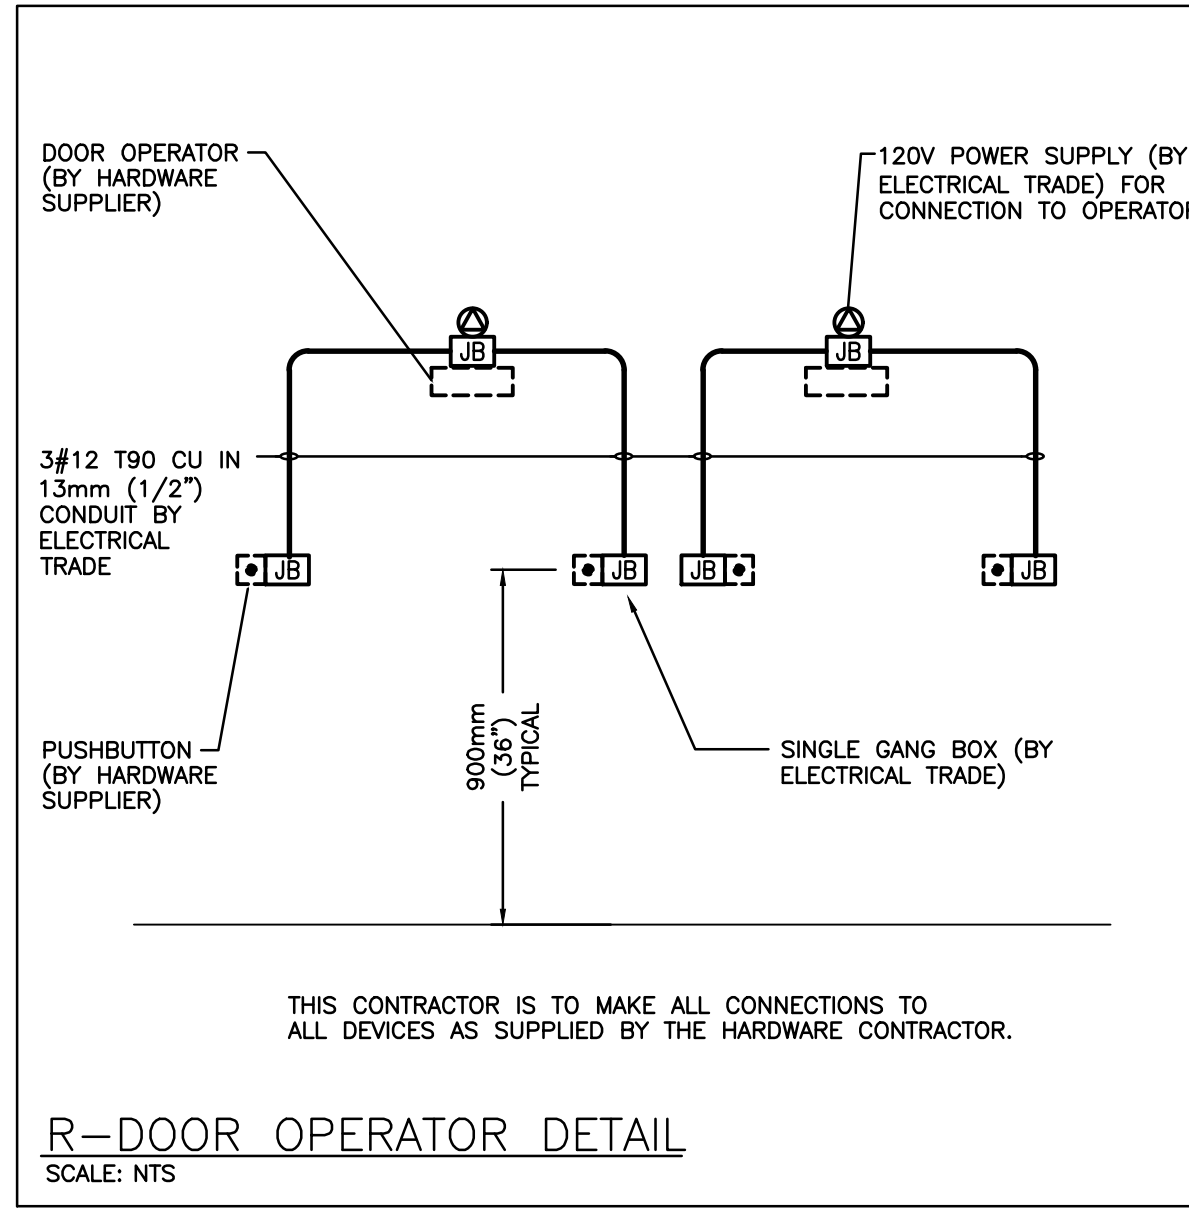 DOOR OPERATOR
(BY HARDWARE
SUPPLIER)
120V POWER SUPPLY (BY
ELECTRICAL TRADE) FOR
CONNECTION TO OPERATOR
JB
JB
3#12 T90 CU IN
13mm (1/2")
CONDUIT BY
ELECTRICAL
TRADE
JB
JB
JB
JB
900mm
(36")
TYPICAL
PUSHBUTTON
(BY HARDWARE
SUPPLIER)
SINGLE GANG BOX (BY
ELECTRICAL TRADE)
THIS CONTRACTOR IS TO MAKE ALL CONNECTIONS TO
ALL DEVICES AS SUPPLIED BY THE HARDWARE CONTRACTOR.
R-DOOR OPERATOR DETAIL
SCALE: NTS